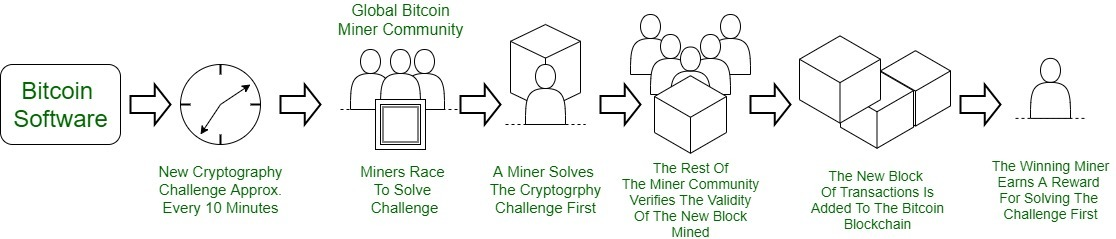 Bitcoin
Software
New Cryptography
Challenge Approx.
Every 10 Minutes
Global Bitcoin
Miner Community
Miners Race
To Solve
Challenge
A Miner Solves
The Cryptogrphy
Challenge First
The Rest Of
The Miner Community
Verifies The Validity
Of The New Block
Mined
The New Block
Of Transactions Is
Added To The Bitcoin
Blockchain
The Winning Miner
Earns A Reward
For Solving The
Challenge First